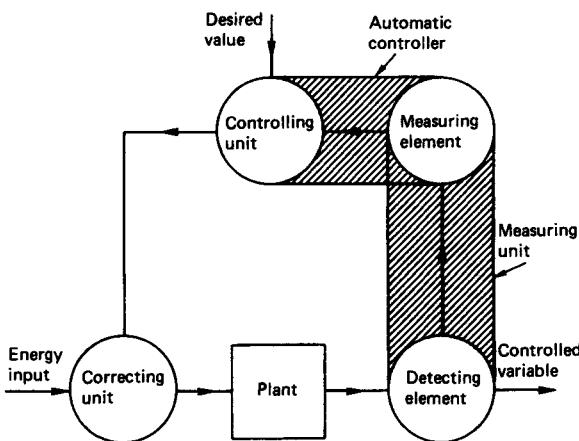 Desired
value
Automatic
controller
Controlling
unit
Measuring
element
Measuring
unit
Energy
input
Correcting
unit
Plant
Detecting
element
Controlled
variable